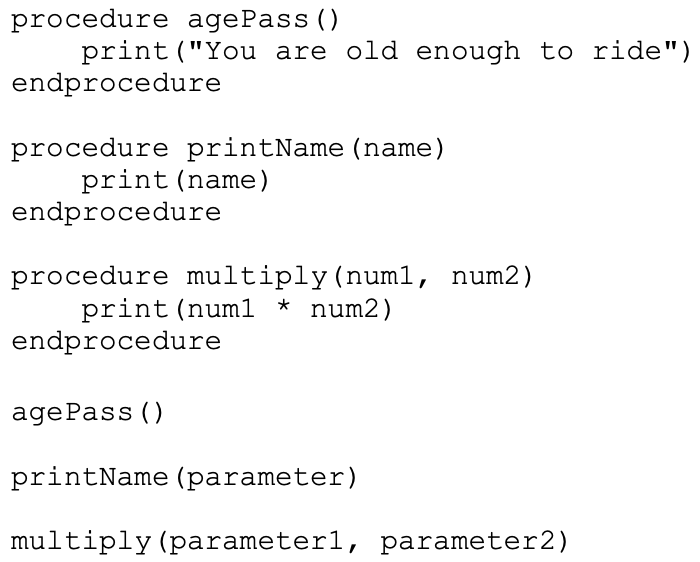 procedure agePass()
    print("You are old enough to ride")
endprocedure

procedure printName(name)
    print(name)
endprocedure

procedure multiply(num1, num2)
    print(num1 * num2)
endprocedure

agePass()

printName(parameter)

multiply(parameter1, parameter2)